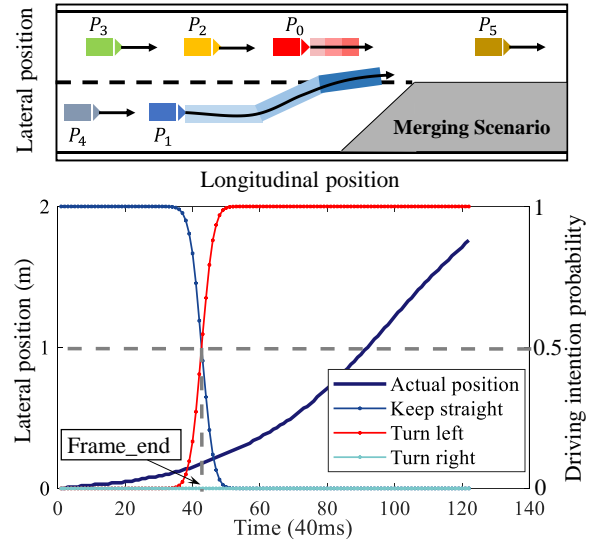 Lateral position
P3
P2
P0
P5
P4
P1
Merging Scenario
Longitudinal position
Lateral position (m)
2
1
0
Driving intention probability
1
0.5
0
Actual position
Keep straight
Turn left
Turn right
Frame_end
0 20 40 60 80 100 120 140
Time (40ms)